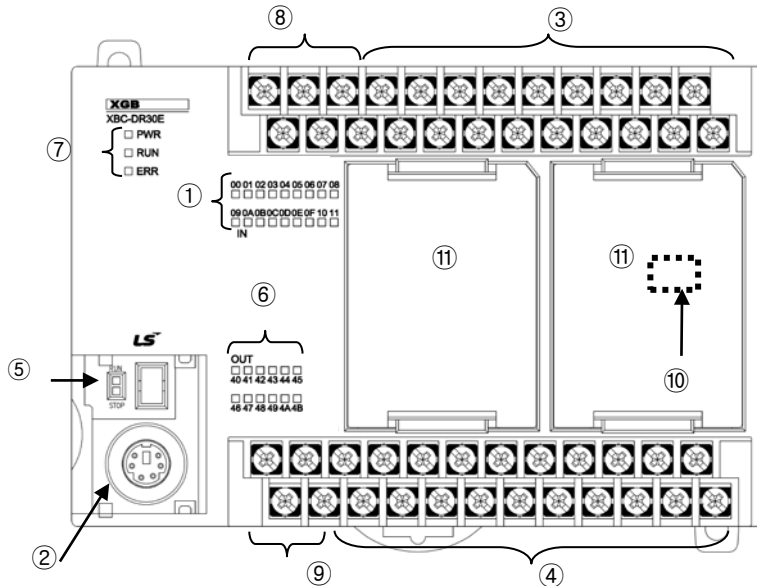 ⑧ ③
XGB
XBC-DR30E
⑦ PWR
RUN
ERR
① 00 01 02 03 04 05 06 07 08
09 0A 0B 0C 0D 0E 0F 10 11
IN
⑪ ⑪
⑥
⑩
LS
OUT
⑤ RUN
40 41 42 43 44 45
STOP
46 47 48 49 4A 4B
② ⑨ ④